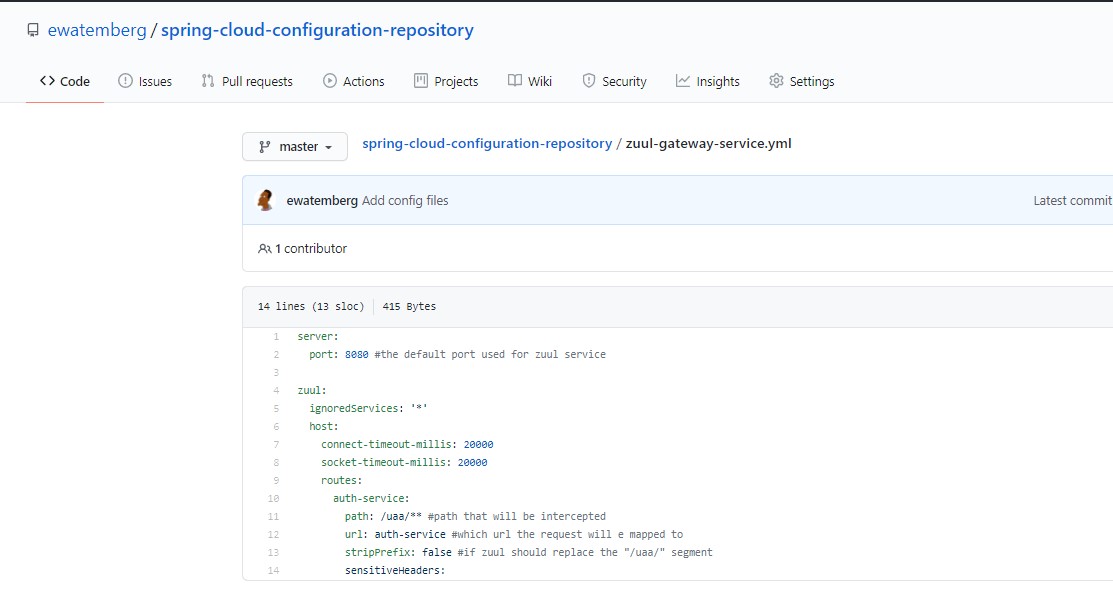 ewatemberg / spring-cloud-configuration-repository
Code Issues Pull requests Actions Projects Wiki Security Insights Settings
master spring-cloud-configuration-repository / zuul-gateway-service.yml
ewatemberg Add config files Latest commit
1 contributor
14 lines (13 sloc) 415 Bytes
1 server:
2 port: 8080 #the default port used for zuul service
3
4 zuul:
5 ignoredServices: '*'
6 host:
7 connect-timeout-millis: 20000
8 socket-timeout-millis: 20000
9 routes:
10 auth-service:
11 path: /uaa/** #path that will be intercepted
12 url: auth-service #which url the request will e mapped to
13 stripPrefix: false #if zuul should replace the "/uaa/" segment
14 sensitiveHeaders: